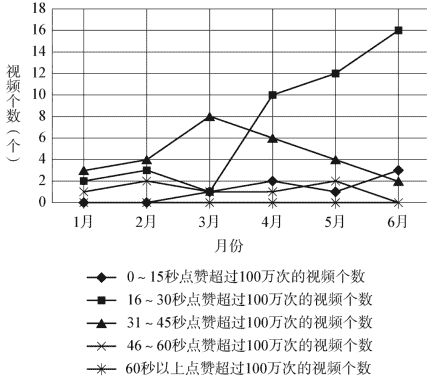 18
16
14
12
10
8
6
4
2
0
视频个数（个）
1月 2月 3月 4月 5月 6月
月份
0～15秒点赞超过100万次的视频个数
16～30秒点赞超过100万次的视频个数
31～45秒点赞超过100万次的视频个数
46～60秒点赞超过100万次的视频个数
60秒以上点赞超过100万次的视频个数